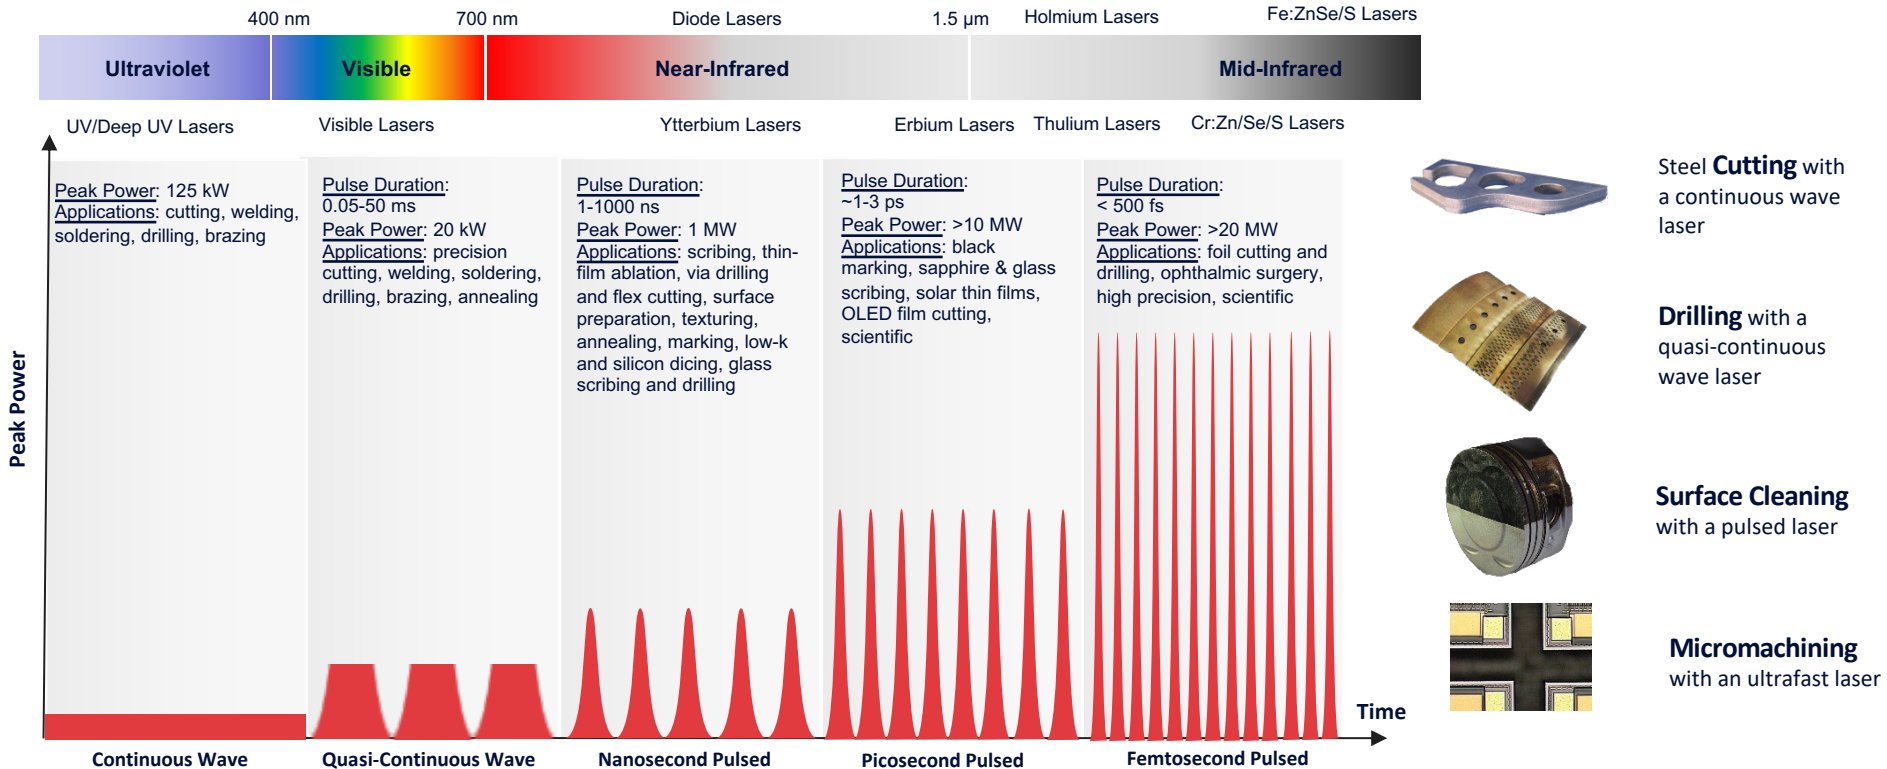 400 nm
700 nm
Diode Lasers
1.5 µm
Holmium Lasers
Fe:ZnSe/S Lasers
Ultraviolet
Visible
Near-Infrared
Mid-Infrared
UV/Deep UV Lasers
Visible Lasers
Ytterbium Lasers
Erbium Lasers
Thulium Lasers
Cr:Zn/Se/S Lasers
Peak Power
Peak Power: 125 kW
Applications: cutting, welding,
soldering, drilling, brazing
Continuous Wave
Pulse Duration:
0.05-50 ms
Peak Power: 20 kW
Applications: precision
cutting, welding, soldering,
drilling, brazing, annealing
Quasi-Continuous Wave
Pulse Duration:
1-1000 ns
Peak Power: 1 MW
Applications: scribing, thin-
film ablation, via drilling
and flex cutting, surface
preparation, texturing,
annealing, marking, low-k
and silicon dicing, glass
scribing and drilling
Nanosecond Pulsed
Pulse Duration:
~1-3 ps
Peak Power: >10 MW
Applications: black
marking, sapphire & glass
scribing, solar thin films,
OLED film cutting,
scientific
Picosecond Pulsed
Pulse Duration:
< 500 fs
Peak Power: >20 MW
Applications: foil cutting and
drilling, ophthalmic surgery,
high precision, scientific
Femtosecond Pulsed
Time
Steel Cutting with
a continuous wave
laser
Drilling with a
quasi-continuous
wave laser
Surface Cleaning
with a pulsed laser
Micromachining
with an ultrafast laser